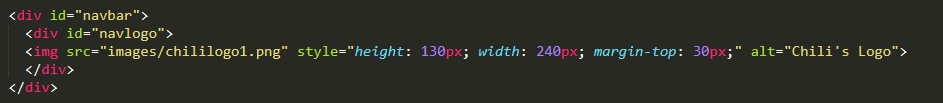 <div id="navbar">
<div id="navlogo">
<img src="images/chililogo1.png" style="height: 130px; width: 240px; margin-top: 30px;" alt="Chili's Logo">
</div>
</div>